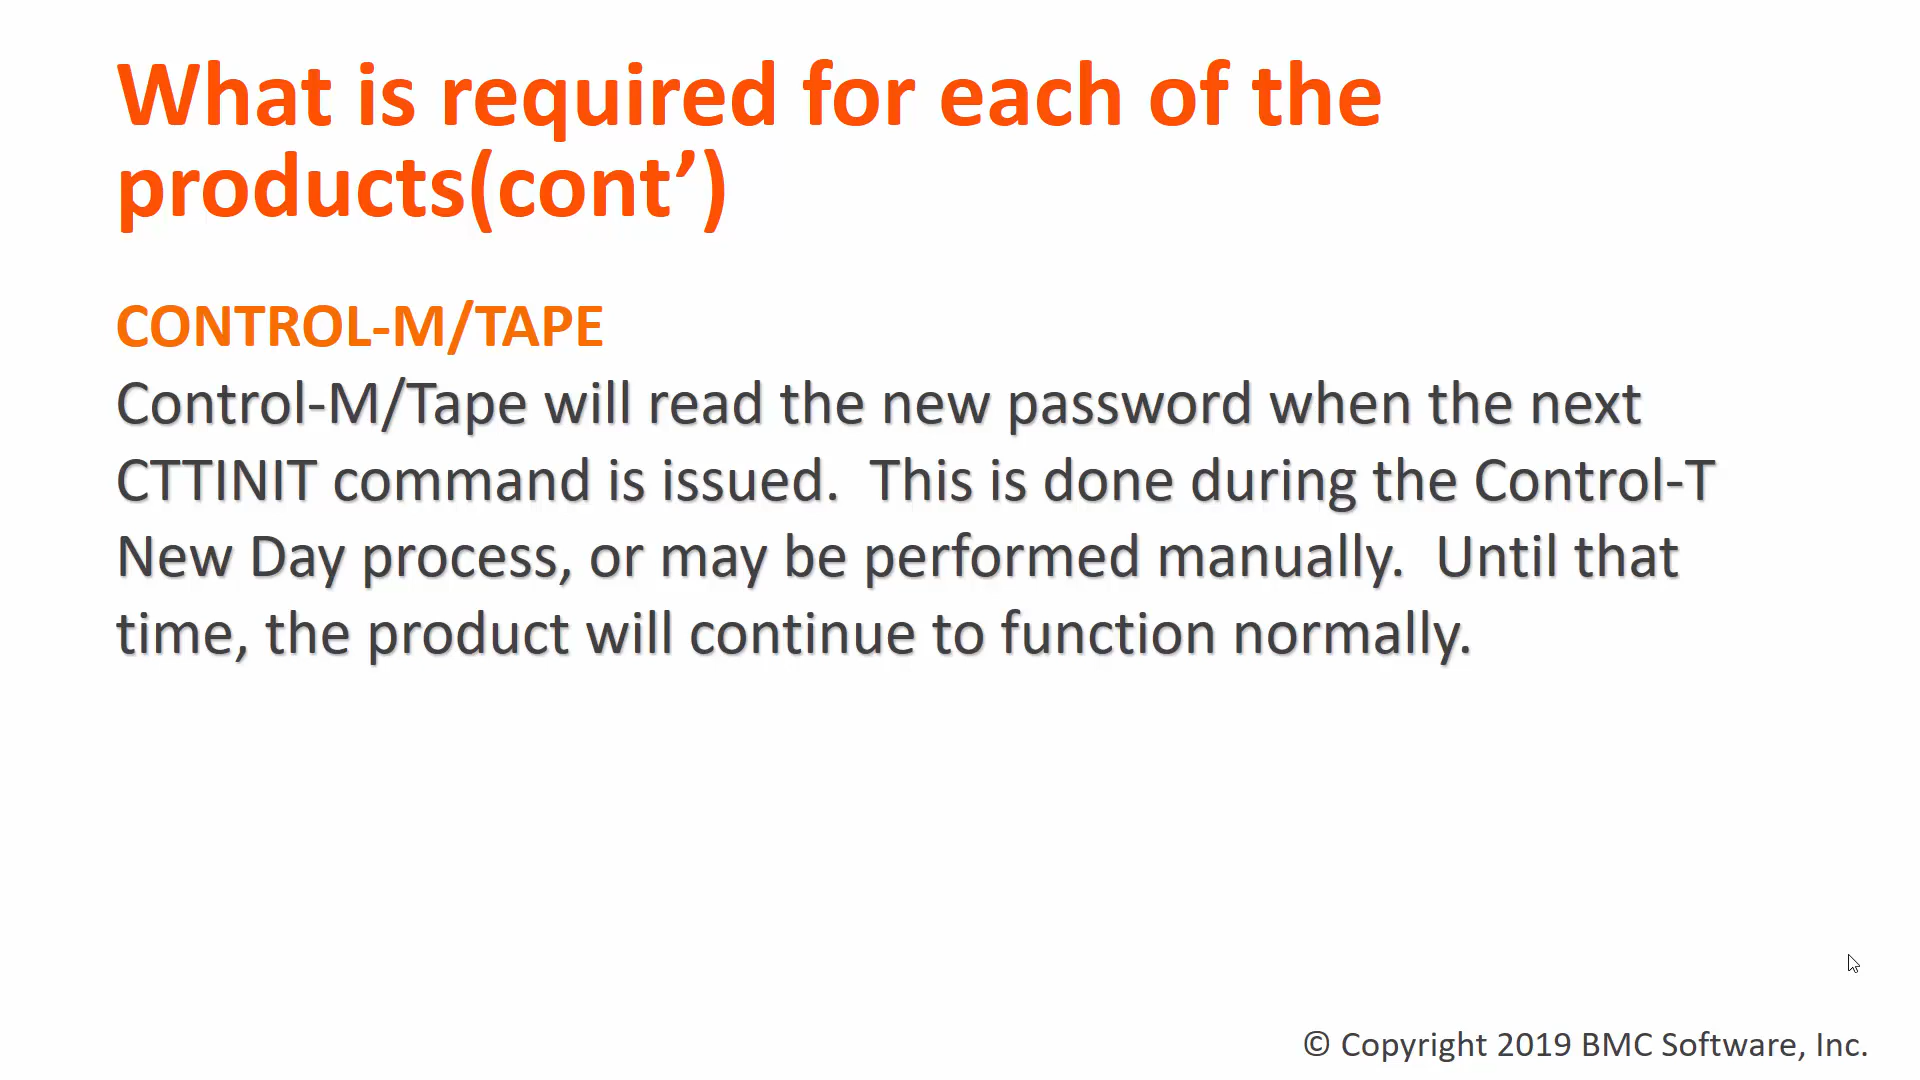 What is required for each of the
products(cont’)
CONTROL-M/TAPE
Control-M/Tape will read the new password when the next
CTTINIT command is issued.  This is done during the Control-T
New Day process, or may be performed manually.  Until that
time, the product will continue to function normally.
© Copyright 2019 BMC Software, Inc.